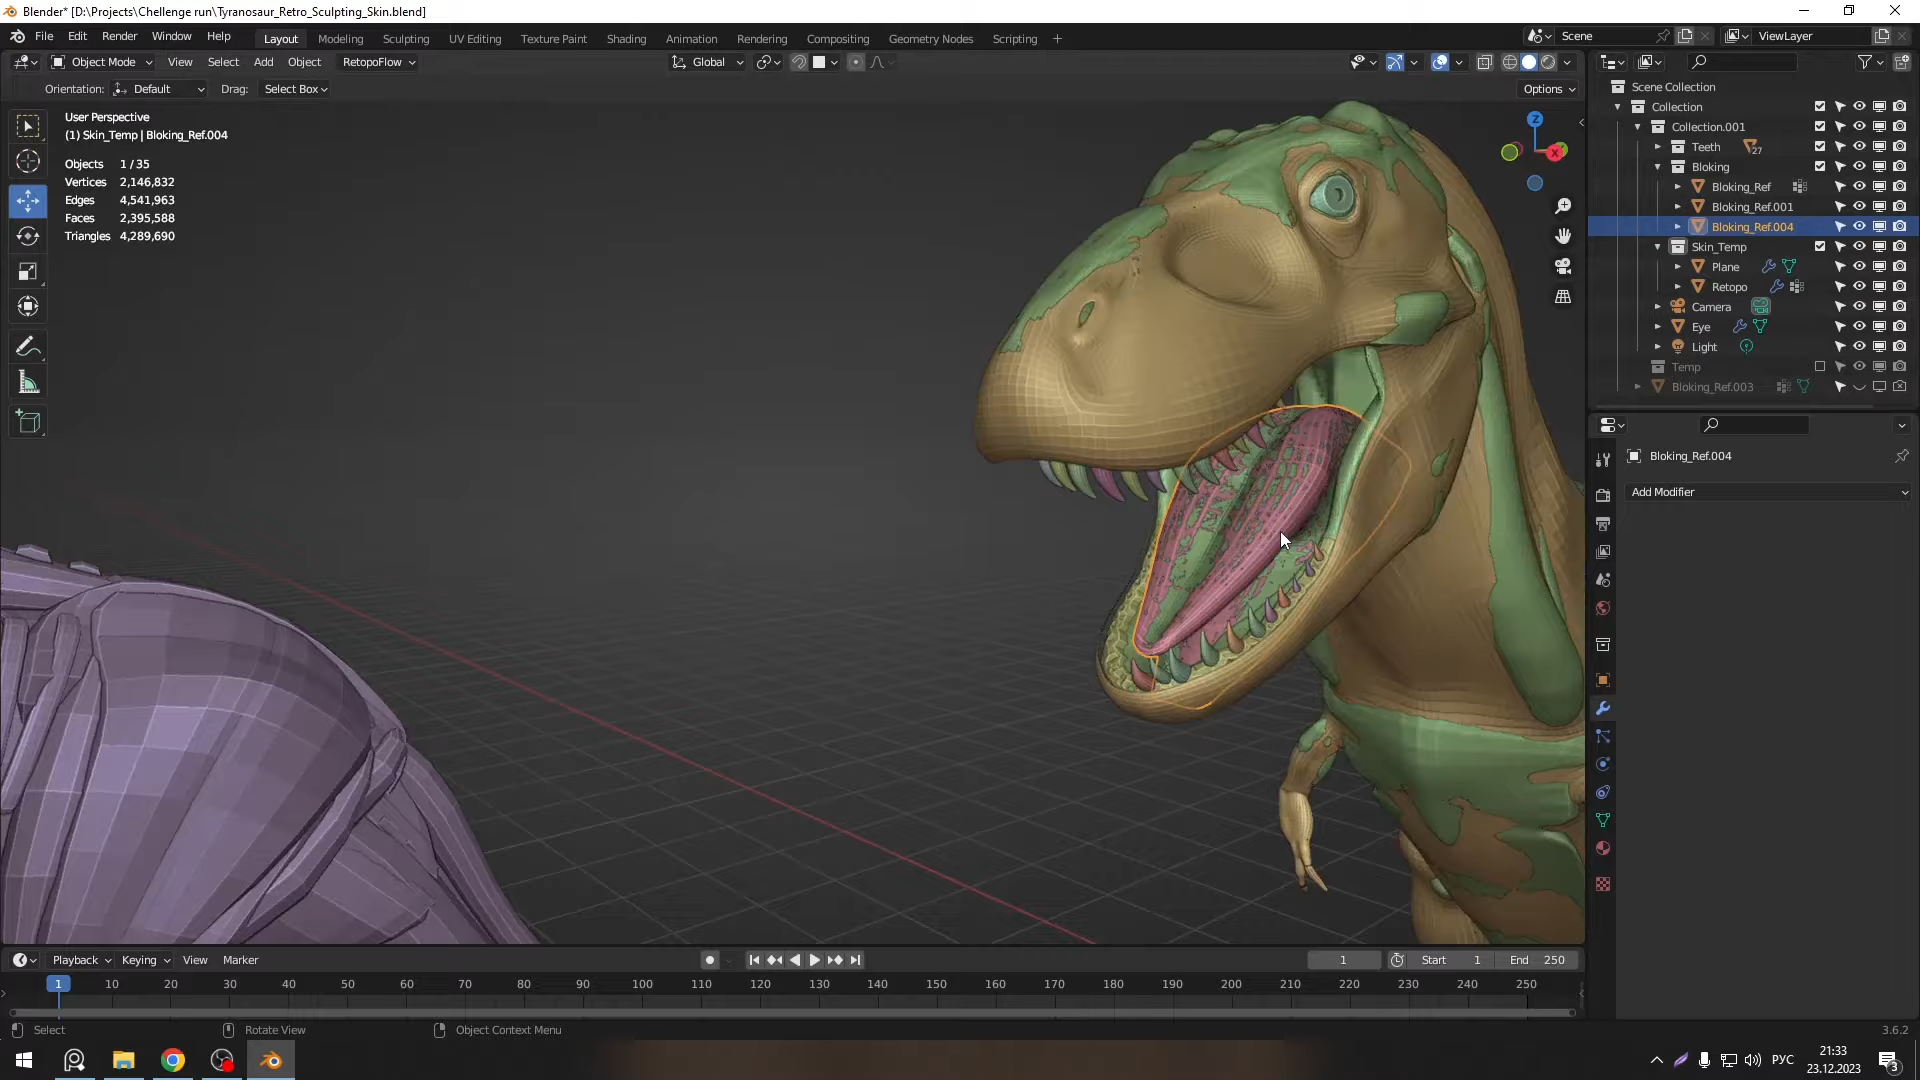 Blender* [D:\Projects\Chellenge run\Tyranosaur_Retro_Sculpting_Skin.blend]
File Edit Render Window Help Layout Modeling Sculpting UV Editing Texture Paint Shading Animation Rendering Compositing Geometry Nodes Scripting + Scene ViewLayer
Object Mode View Select Add Object RetopoFlow Global
Orientation: Default Drag: Select Box Options
User Perspective
(1) Skin_Temp | Bloking_Ref.004
Objects 1 / 35
Vertices 2,146,832
Edges 4,541,963
Faces 2,395,588
Triangles 4,289,690
Z
X
Scene Collection
Collection
Collection.001
Teeth 27
Bloking
Bloking_Ref
Bloking_Ref.001
Bloking_Ref.004
Skin_Temp
Plane
Retopo
Camera
Eye
Light
Temp
Bloking_Ref.003
Bloking_Ref.004
Add Modifier
Playback Keying View Marker 1 Start 1 End 250
1 10 20 30 40 50 60 70 80 90 100 110 120 130 140 150 160 170 180 190 200 210 220 230 240 250
Select Rotate View Object Context Menu 3.6.2
РУС 21:33
23.12.2023 3